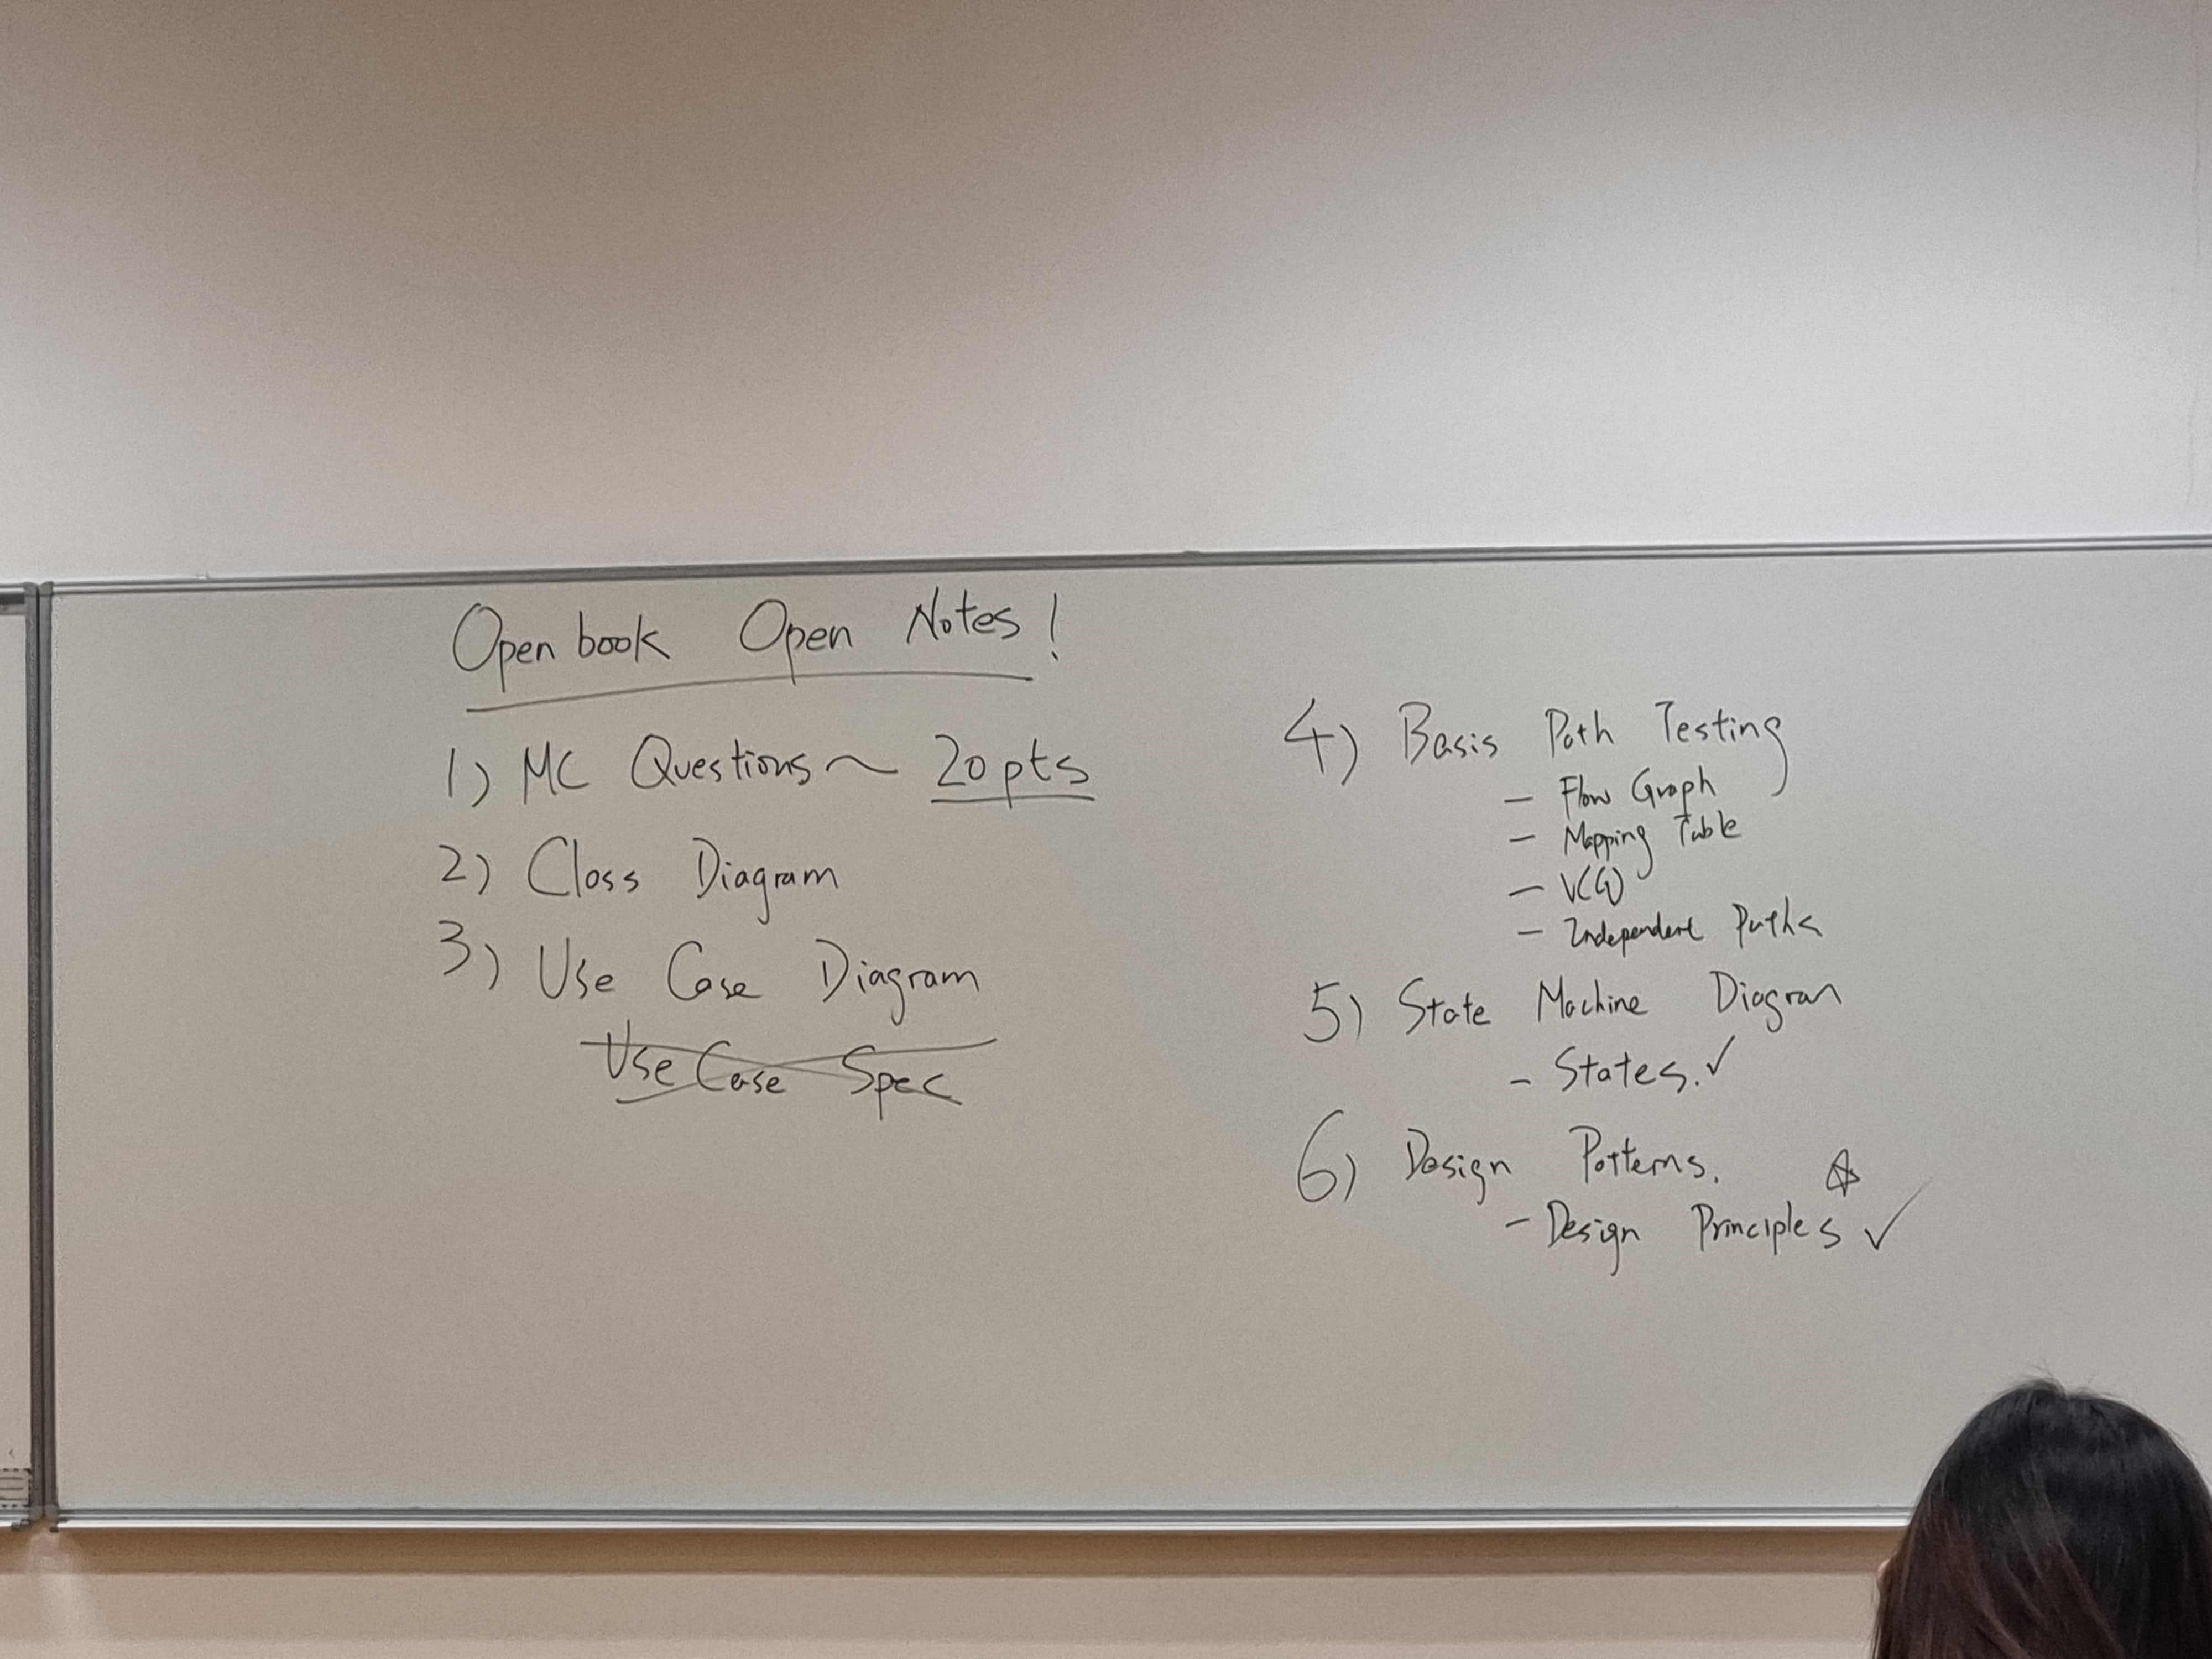 Open book Open Notes!
1) MC Questions ~ 20pts
2) Class Diagram
3) Use Case Diagram
Use Case Spec
4) Basis Path Testing
- Flow Graph
- Mapping Table
- V(G)
- Independent Paths
5) State Machine Diagram
- States. ✓
6) Design Patterns. ☆
- Design Principles ✓